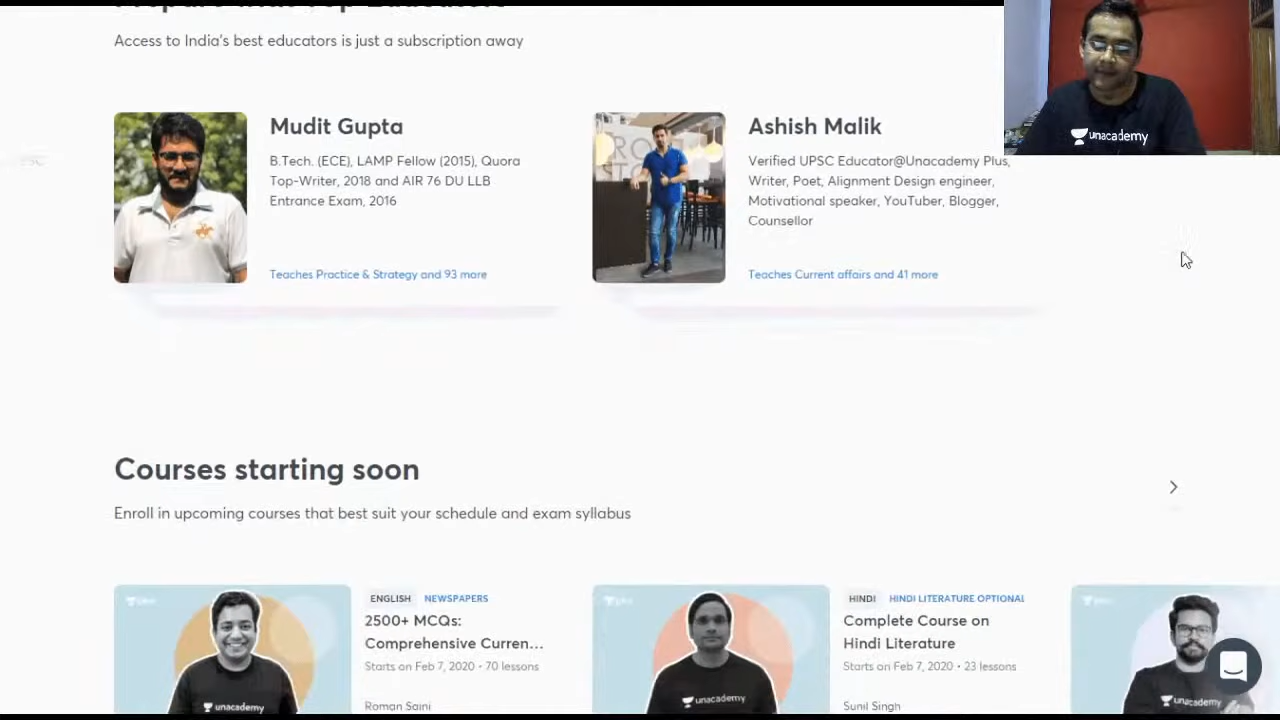 Prepare with Top Educators
Access to India's best educators is just a subscription away
unacademy
Mudit Gupta
B.Tech. (ECE), LAMP Fellow (2015), Quora
Top-Writer, 2018 and AIR 76 DU LLB
Entrance Exam, 2016
Teaches Practice & Strategy and 93 more
Ashish Malik
Verified UPSC Educator@Unacademy Plus,
Writer, Poet, Alignment Design engineer,
Motivational speaker, YouTuber, Blogger,
Counsellor
Teaches Current affairs and 41 more
Courses starting soon
Enroll in upcoming courses that best suit your schedule and exam syllabus
unacademy
ENGLISH NEWSPAPERS
2500+ MCQs:
Comprehensive Curren...
Starts on Feb 7, 2020 • 70 lessons
Roman Saini
unacademy
HINDI HINDI LITERATURE OPTIONAL
Complete Course on
Hindi Literature
Starts on Feb 7, 2020 • 23 lessons
Sunil Singh
unacademy